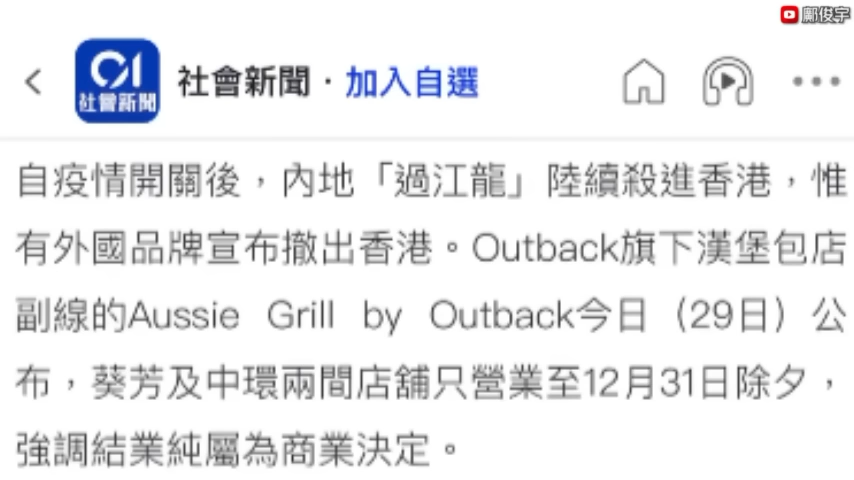 鄺俊宇
01
社會新聞
社會新聞 · 加入自選
自疫情開關後，內地「過江龍」陸續殺進香港，惟
有外國品牌宣布撤出香港。Outback旗下漢堡包店
副線的Aussie Grill by Outback今日（29日）公
布，葵芳及中環兩間店舖只營業至12月31日除夕，
強調結業純屬為商業決定。